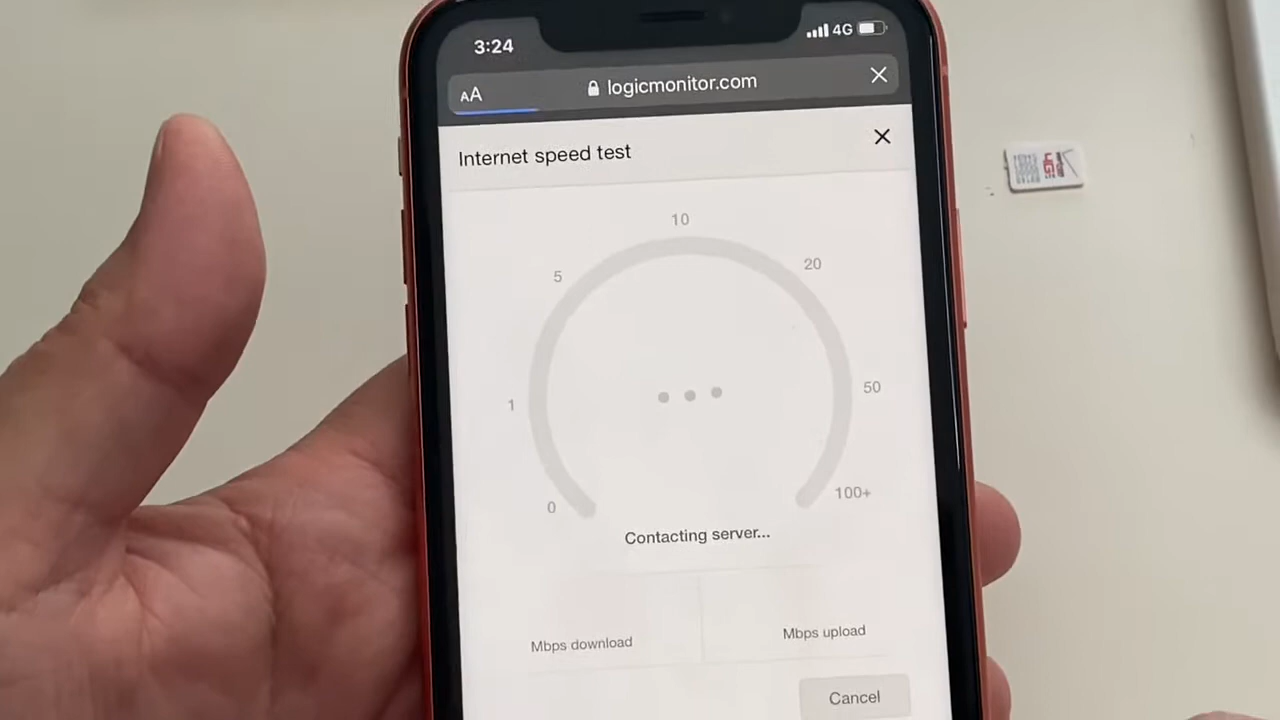 3:24
4G
AA
logicmonitor.com
Internet speed test
10
5
20
1
50
0
100+
Contacting server...
Mbps download
Mbps upload
Cancel
4G